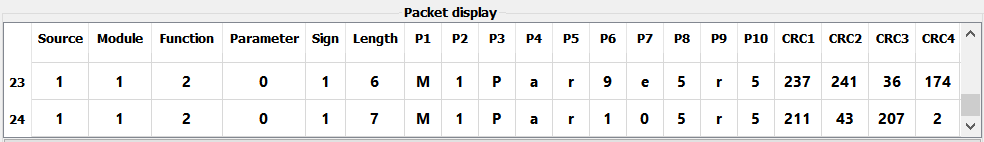 Packet display
Source Module Function Parameter Sign Length P1 P2 P3 P4 P5 P6 P7 P8 P9 P10 CRC1 CRC2 CRC3 CRC4
23 1 1 2 0 1 6 M 1 P a r 9 e 5 r 5 237 241 36 174
24 1 1 2 0 1 7 M 1 P a r 1 0 5 r 5 211 43 207 2